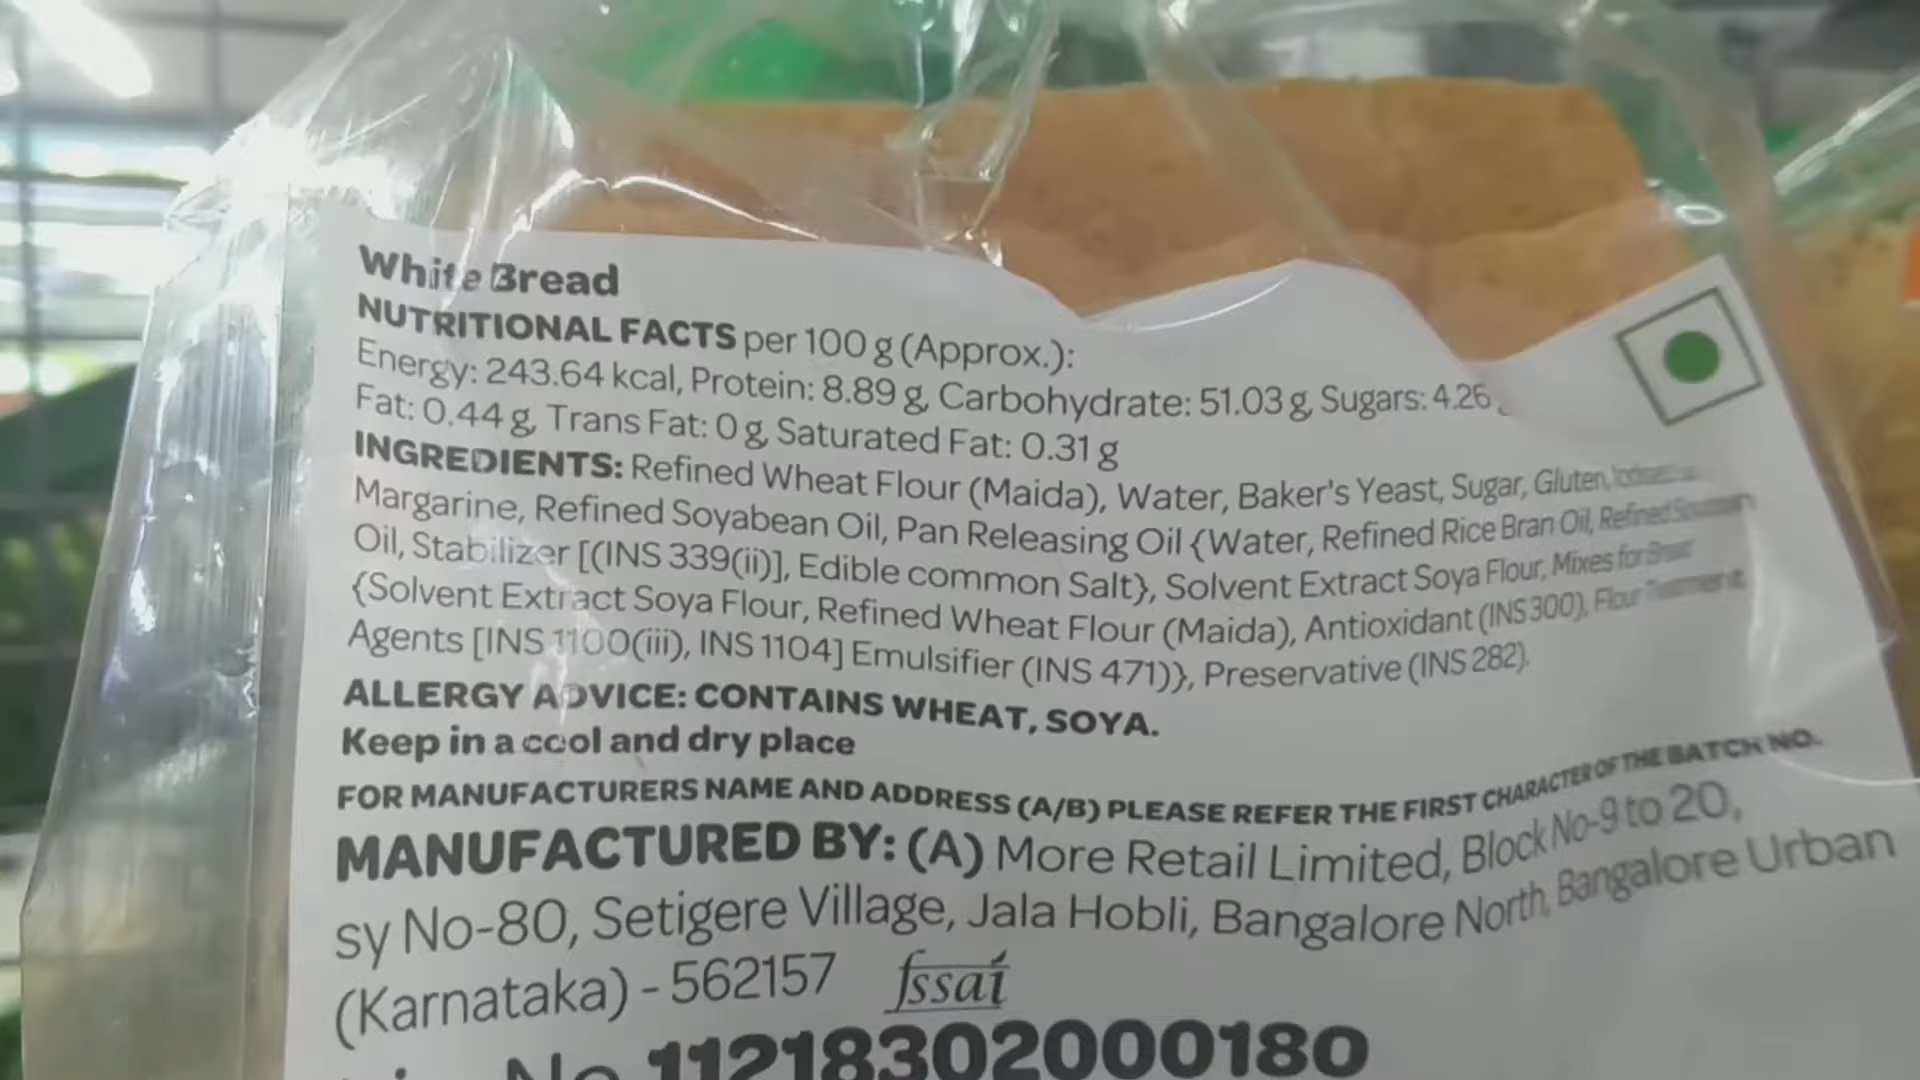 White Bread
NUTRITIONAL FACTS per 100 g (Approx.):
Energy: 243.64 kcal, Protein: 8.89 g, Carbohydrate: 51.03 g, Sugars: 4.26
Fat: 0.44 g, Trans Fat: 0 g, Saturated Fat: 0.31 g
INGREDIENTS: Refined Wheat Flour (Maida), Water, Baker's Yeast, Sugar, Gluten,
Margarine, Refined Soyabean Oil, Pan Releasing Oil {Water, Refined Rice Bran Oil, Refined
Oil, Stabilizer [(INS 339(ii)], Edible common Salt}, Solvent Extract Soya Flour, Mixes for Bread
{Solvent Extract Soya Flour, Refined Wheat Flour (Maida), Antioxidant (INS 300), Flour Treatment
Agents [INS 1100(iii), INS 1104] Emulsifier (INS 471)}, Preservative (INS 282).
ALLERGY ADVICE: CONTAINS WHEAT, SOYA.
Keep in a cool and dry place
FOR MANUFACTURERS NAME AND ADDRESS (A/B) PLEASE REFER THE FIRST CHARACTER OF THE BATCH NO.
MANUFACTURED BY: (A) More Retail Limited, Block No-9 to 20,
sy No-80, Setigere Village, Jala Hobli, Bangalore North, Bangalore Urban
(Karnataka) - 562157 fssai
No 11218302000180